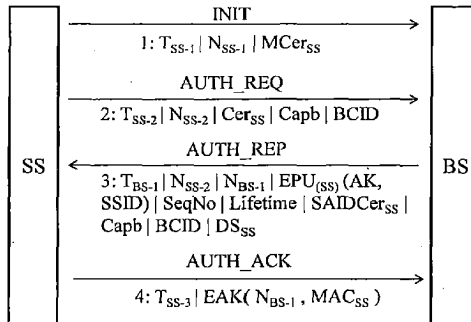 INIT
1: T_SS-1 | N_SS-1 | MCer_SS
AUTH_REQ
2: T_SS-2 | N_SS-2 | Cer_SS | Capb | BCID
AUTH_REP
SS
BS
3: T_BS-1 | N_SS-2 | N_BS-1 | EPU_(SS) (AK,
SSID) | SeqNo | Lifetime | SAIDCer_SS |
Capb | BCID | DS_SS
AUTH_ACK
4: T_SS-3 | EAK( N_BS-1 , MAC_SS )